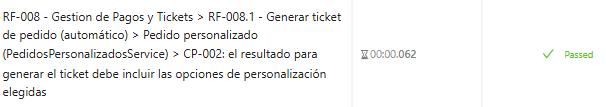 RF-008 - Gestion de Pagos y Tickets > RF-008.1 - Generar ticket
de pedido (automático) > Pedido personalizado
(PedidosPersonalizadosService) > CP-002: el resultado para
generar el ticket debe incluir las opciones de personalización
elegidas
00:00.062
Passed